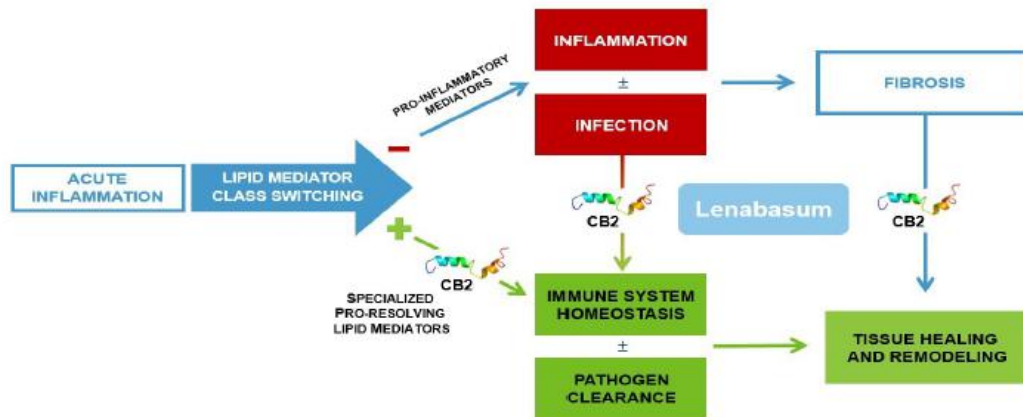 INFLAMMATION
±
INFECTION
PRO-INFLAMMATORY
MEDIATORS
FIBROSIS
ACUTE
INFLAMMATION
LIPID MEDIATOR
CLASS SWITCHING
CB2
Lenabasum
CB2
CB2
SPECIALIZED
PRO-RESOLVING
LIPID MEDIATORS
IMMUNE SYSTEM
HOMEOSTASIS
±
PATHOGEN
CLEARANCE
TISSUE HEALING
AND REMODELING